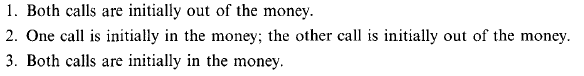 1. Both calls are initially out of the money.
2. One call is initially in the money; the other call is initially out of the money.
3. Both calls are initially in the money.